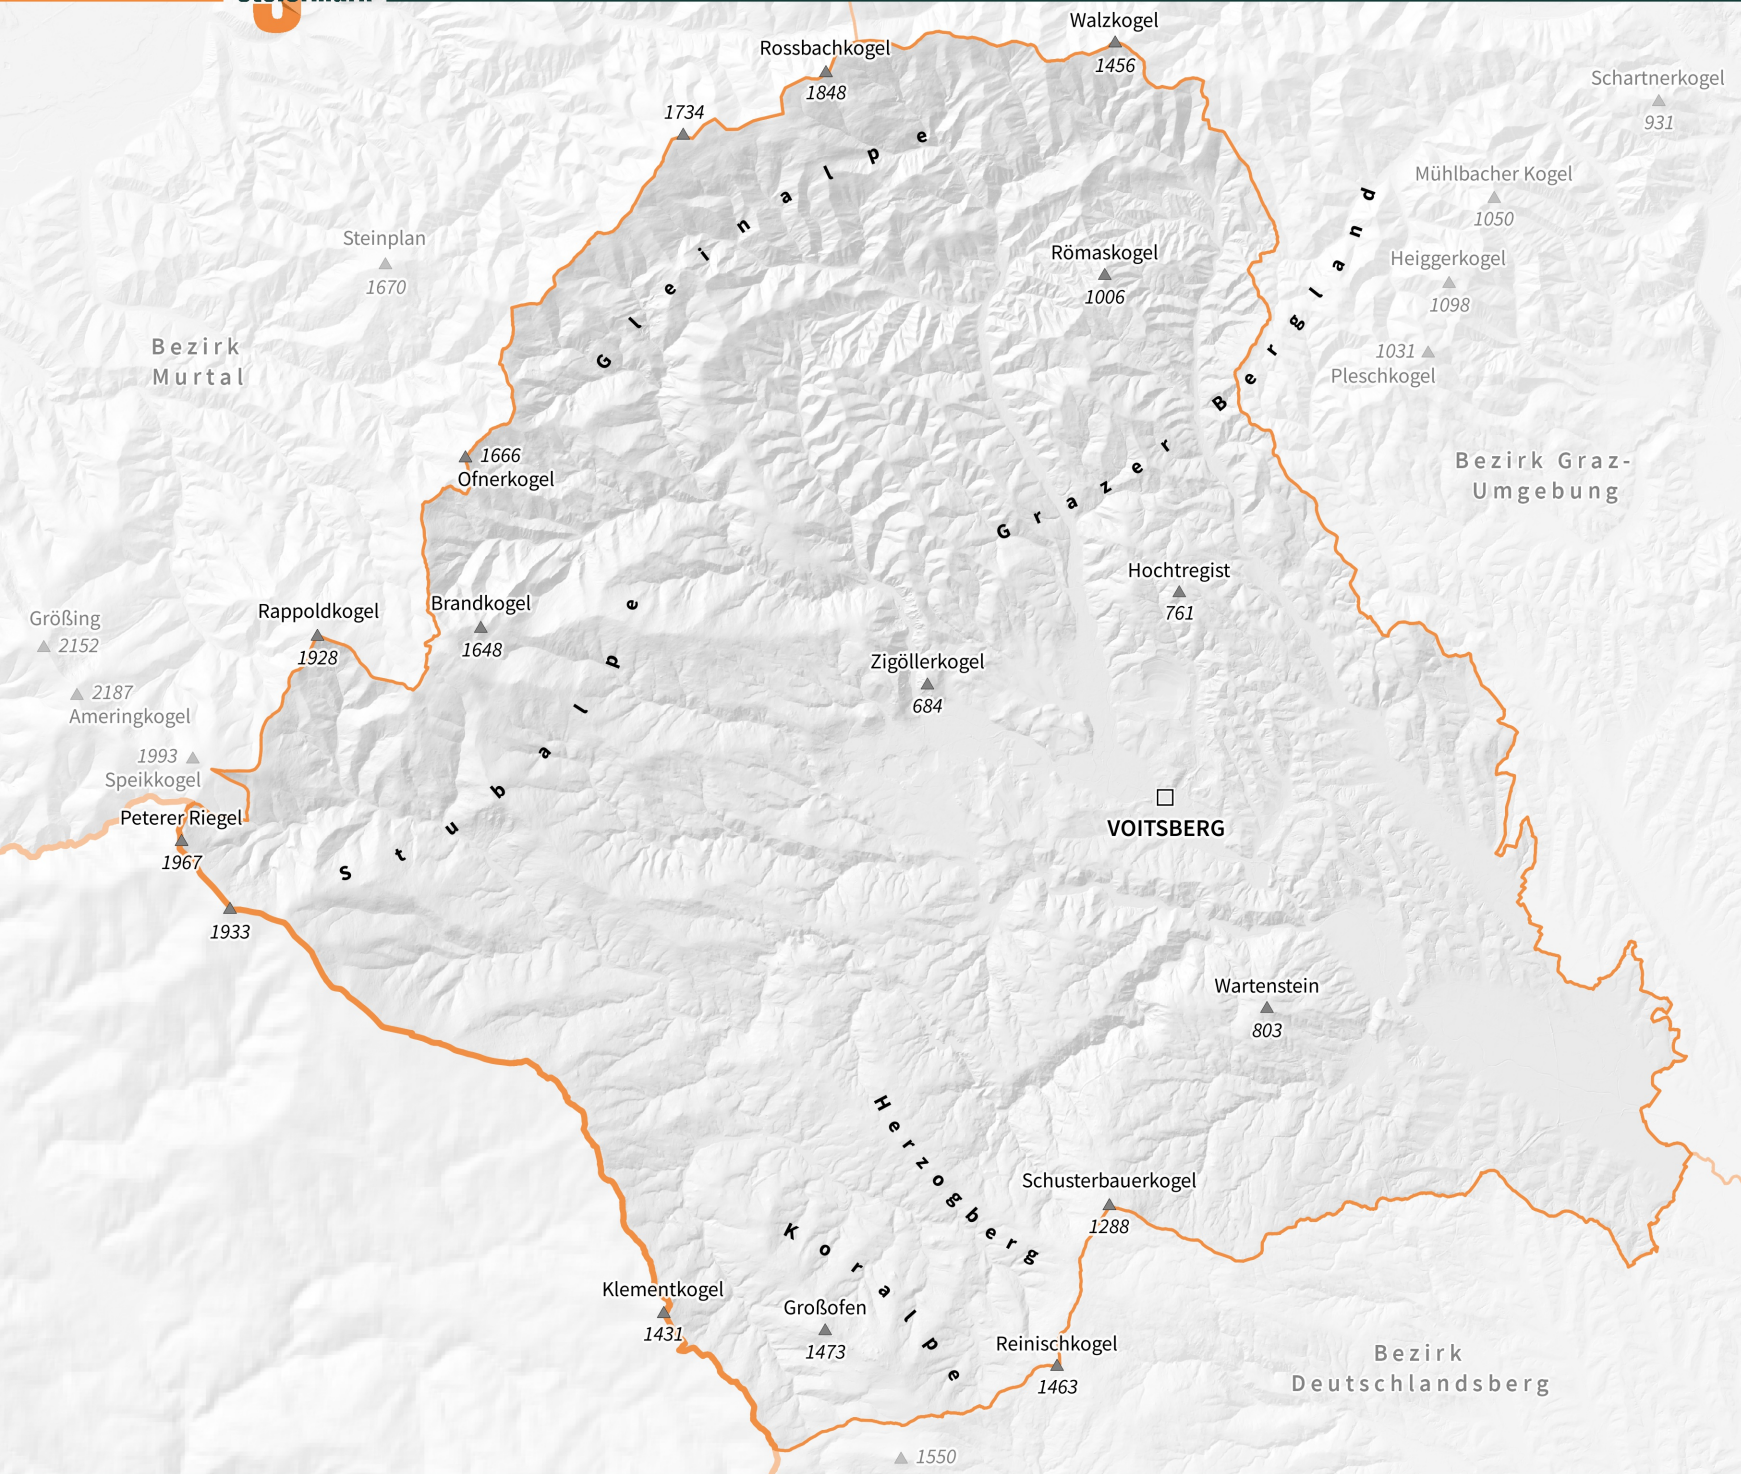 Steiermark
Walzkogel
1456
Rossbachkogel
1848
Schartnerkogel
931
1734
Gleinalpe
Mühlbacher Kogel
1050
Steinplan
1670
Römaskogel
1006
Heiggerkogel
1098
Bezirk
Murtal
1031
Pleschkogel
Grazer Bergland
1666
Ofnerkogel
Bezirk Graz-
Umgebung
Hochtregist
761
Größing
2152
Rappoldkogel
1928
Brandkogel
1648
Zigöllerkogel
684
2187
Ameringkogel
1993
Speikkogel
Stubalpe
Peterer Riegel
1967
VOITSBERG
1933
Wartenstein
803
Herzogberg
Schusterbauerkogel
1288
Koralpe
Klementkogel
1431
Großofen
1473
Reinischkogel
1463
Bezirk
Deutschlandsberg
1550